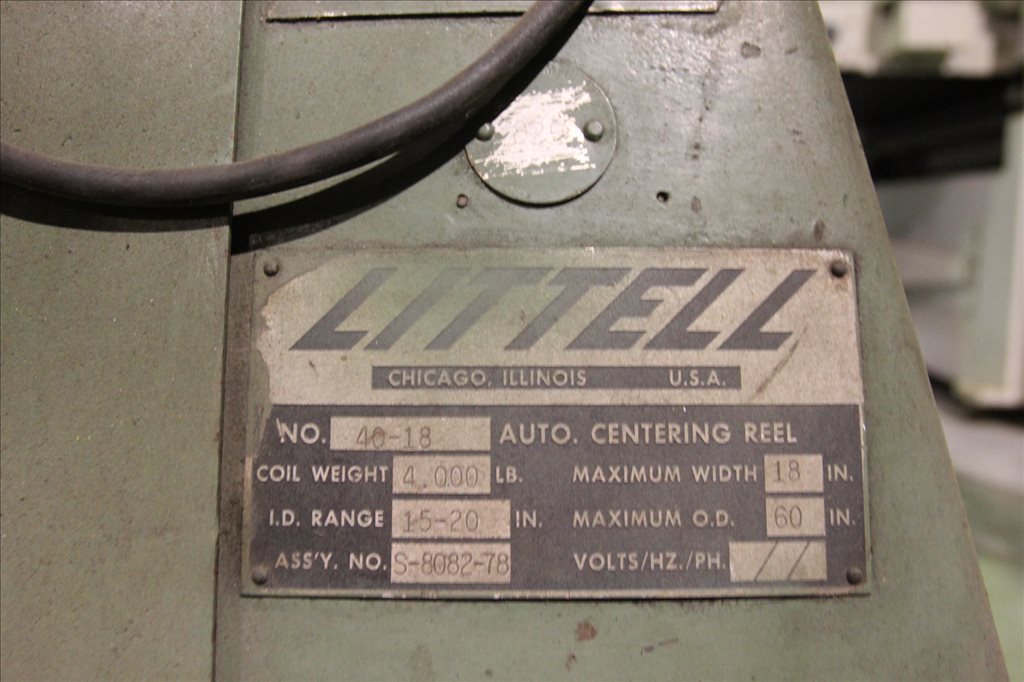 LITTELL
CHICAGO, ILLINOIS U.S.A.
NO. 40-18 AUTO. CENTERING REEL
COIL WEIGHT 4.000 LB. MAXIMUM WIDTH 18 IN.
I.D. RANGE 15-20 IN. MAXIMUM O.D. 60 IN.
ASS'Y. NO. S-8082-78 VOLTS/HZ./PH. / /